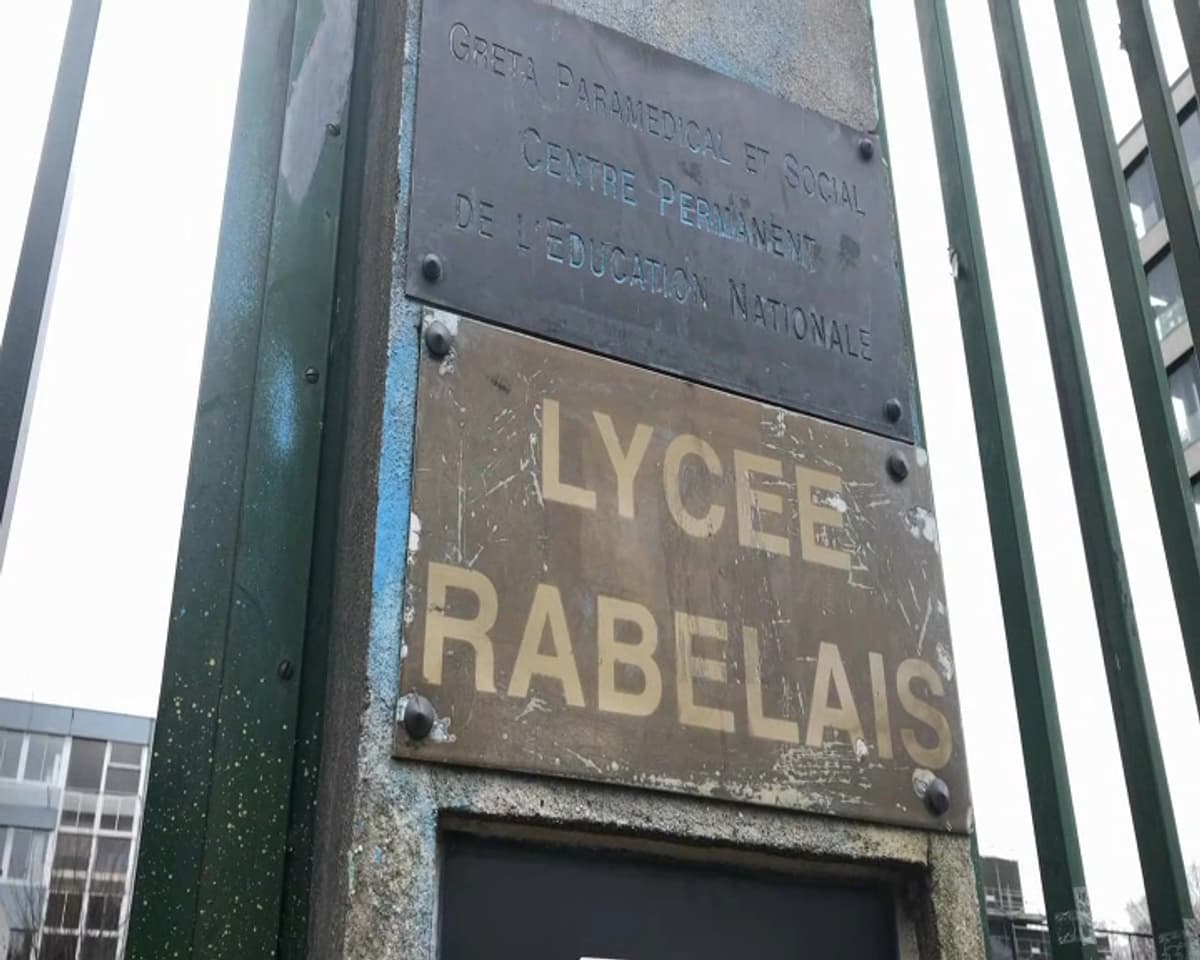 GRETA PARAMEDICAL ET SOCIAL
CENTRE PERMANENT
DE L'EDUCATION NATIONALE
LYCEE
RABELAIS